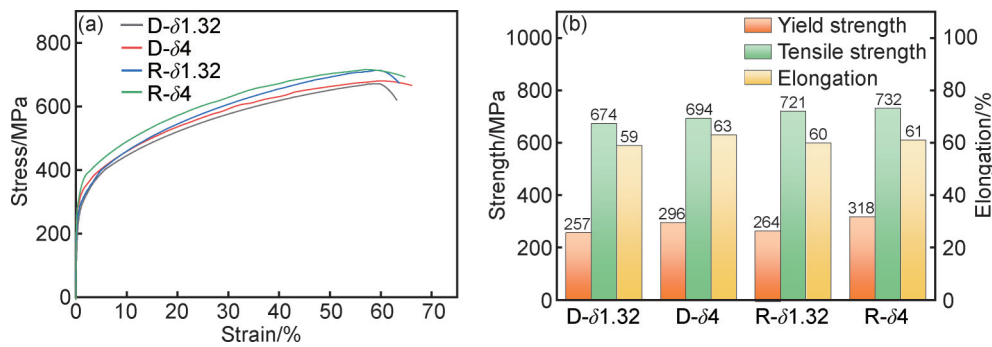 (a)
D-δ1.32
D-δ4
R-δ1.32
R-δ4
Stress/MPa
800
600
400
200
0
0 10 20 30 40 50 60 70
Strain/%
(b)
Yield strength
Tensile strength
Elongation
Strength/MPa
1000
800
600
400
200
0
257 674 59
296 694 63
264 721 60
318 732 61
D-δ1.32 D-δ4 R-δ1.32 R-δ4
100
80
60
40
20
0
Elongation/%